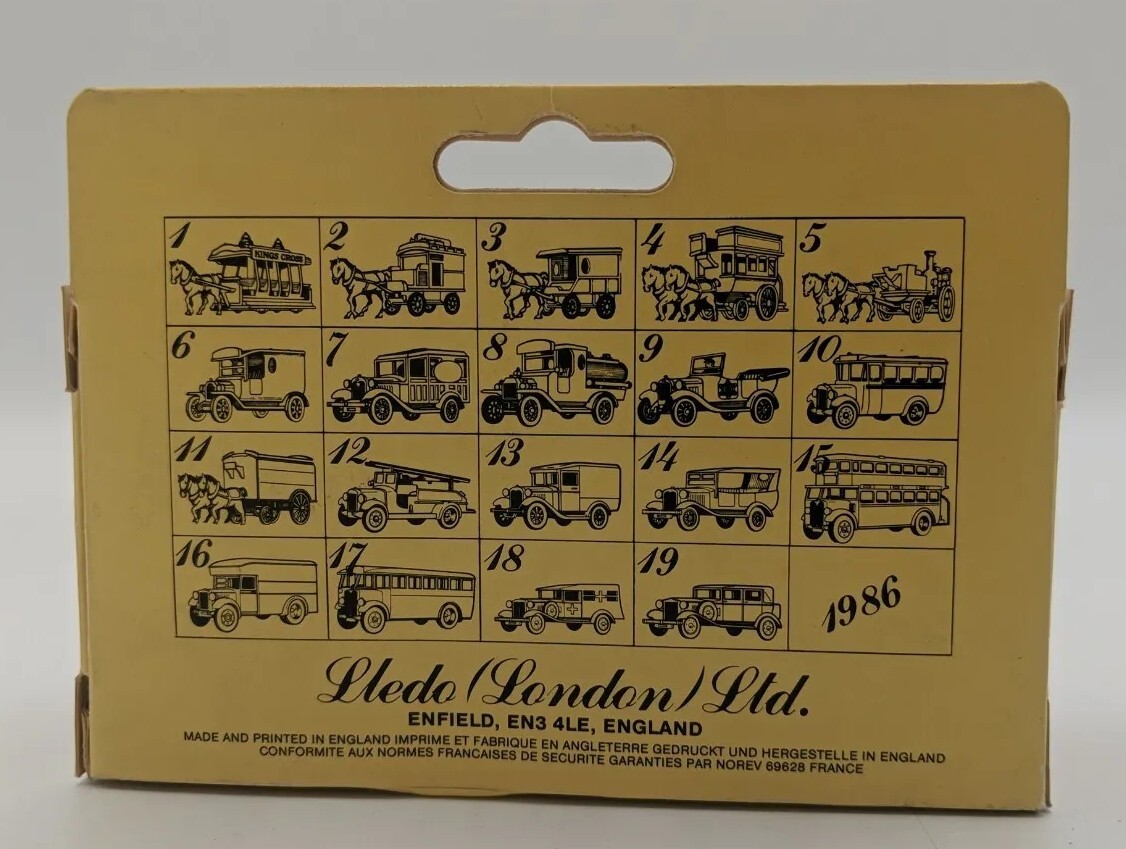 1 2 3 4 5
KINGS CROSS
6 7 8 9 10
11 12 13 14 15
16 17 18 19 1986
Lledo (London) Ltd.
ENFIELD, EN3 4LE, ENGLAND
MADE AND PRINTED IN ENGLAND IMPRIME ET FABRIQUE EN ANGLETERRE GEDRUCKT UND HERGESTELLE IN ENGLAND
CONFORMITE AUX NORMES FRANCAISES DE SECURITE GARANTIES PAR NOREV 69628 FRANCE